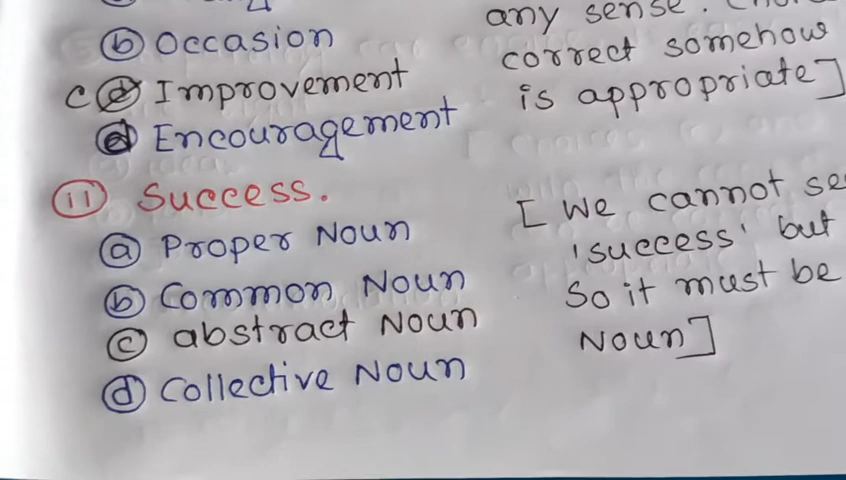 any sense.
ⓑ Occasion
correct somehow
c ⓓ Improvement
is appropriate]
ⓓ Encouragement
⑪ Success.
[ We cannot se
ⓐ Proper Noun
'success' but
ⓑ Common Noun
So it must be
ⓒ abstract Noun
Noun]
ⓓ Collective Noun